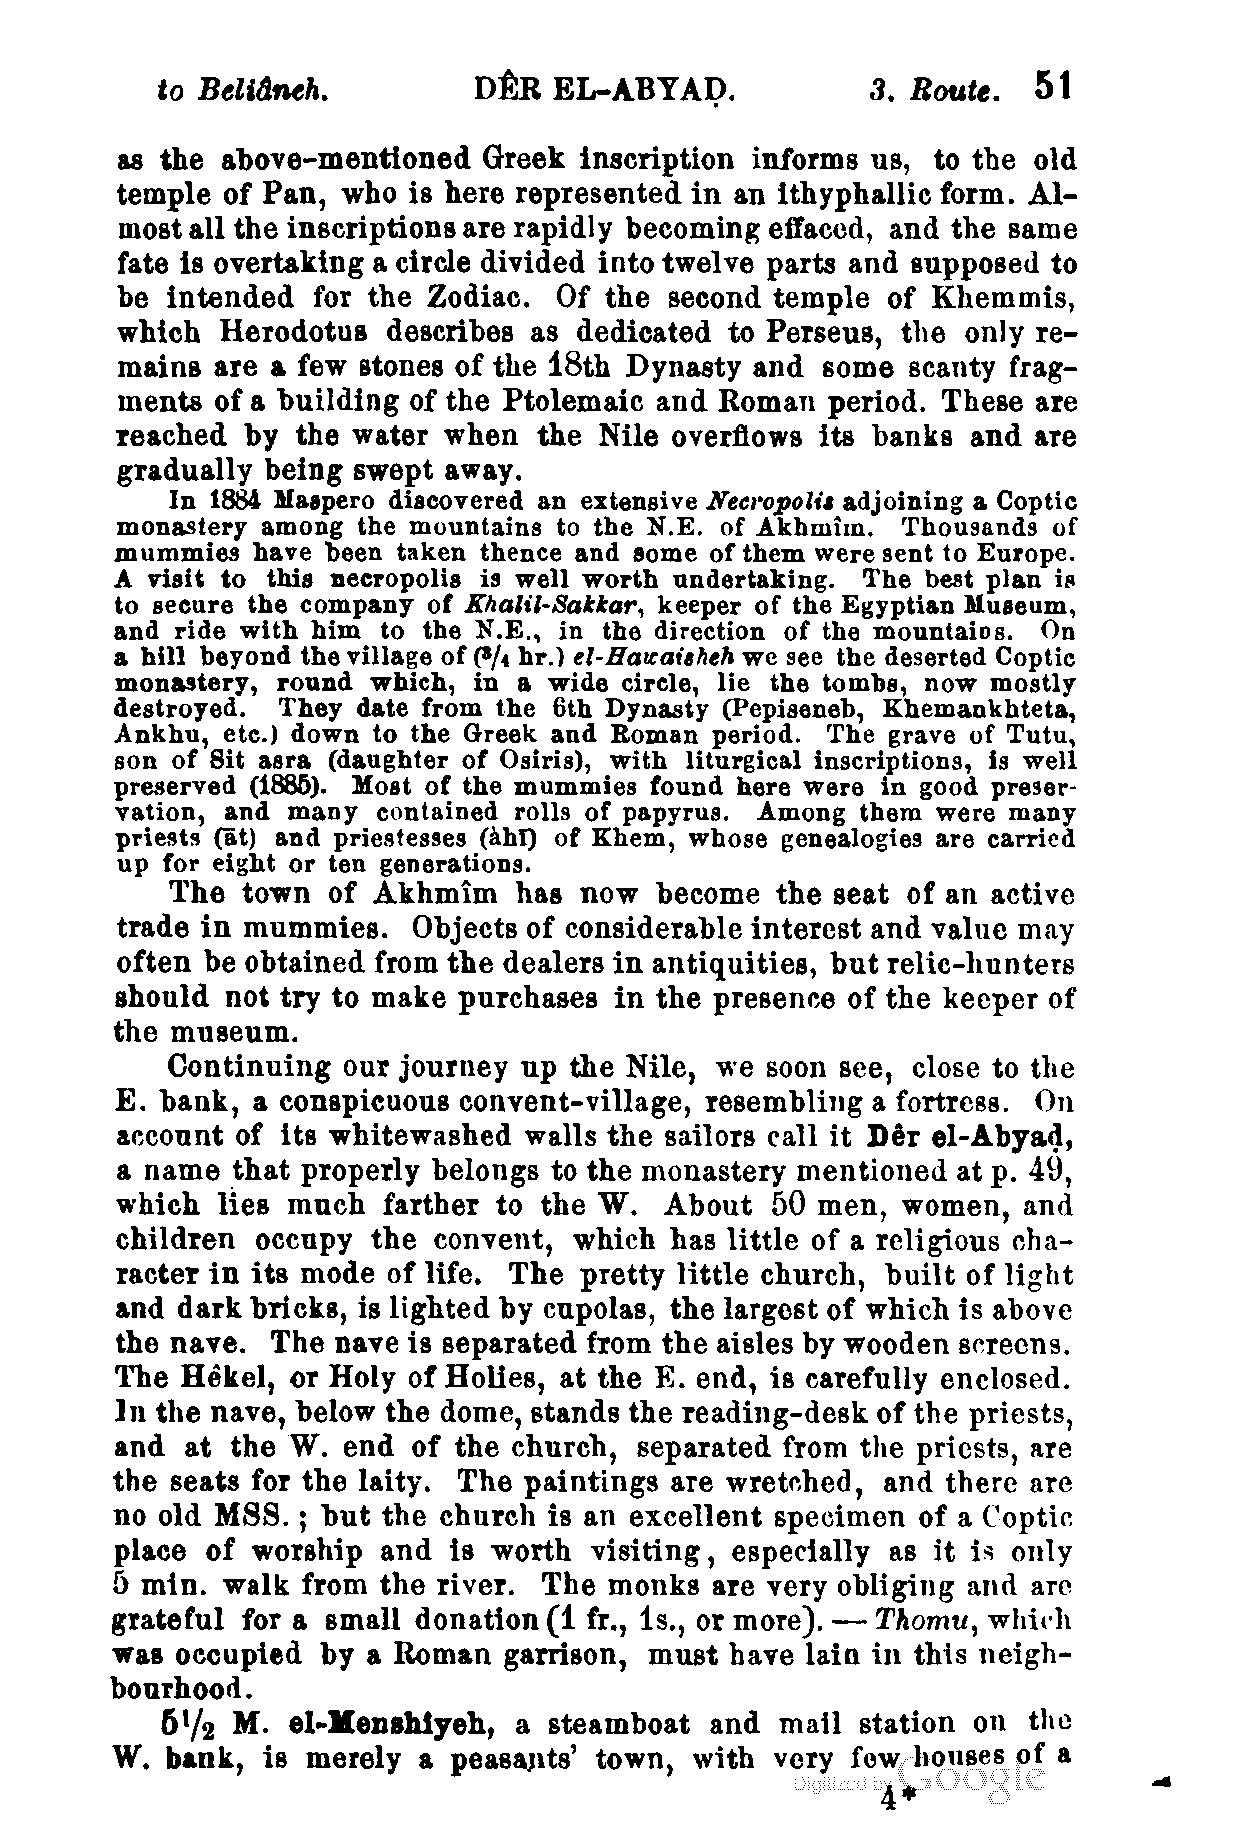 to Beliâneh. DÊR EL-ABYAḌ. 3. Route. 51
as the above-mentioned Greek inscription informs us, to the old
temple of Pan, who is here represented in an ithyphallic form. Al-
most all the inscriptions are rapidly becoming effaced, and the same
fate is overtaking a circle divided into twelve parts and supposed to
be intended for the Zodiac. Of the second temple of Khemmis,
which Herodotus describes as dedicated to Perseus, the only re-
mains are a few stones of the 18th Dynasty and some scanty frag-
ments of a building of the Ptolemaic and Roman period. These are
reached by the water when the Nile overflows its banks and are
gradually being swept away.
In 1884 Maspero discovered an extensive Necropolis adjoining a Coptic
monastery among the mountains to the N.E. of Akhmîm. Thousands of
mummies have been taken thence and some of them were sent to Europe.
A visit to this necropolis is well worth undertaking. The best plan is
to secure the company of Khalil-Sakkar, keeper of the Egyptian Museum,
and ride with him to the N.E., in the direction of the mountains. On
a hill beyond the village of (3/4 hr.) el-Hawaisheh we see the deserted Coptic
monastery, round which, in a wide circle, lie the tombs, now mostly
destroyed. They date from the 6th Dynasty (Pepiseneb, Khemankhteta,
Ankhu, etc.) down to the Greek and Roman period. The grave of Tutu,
son of Sit asra (daughter of Osiris), with liturgical inscriptions, is well
preserved (1885). Most of the mummies found here were in good preser-
vation, and many contained rolls of papyrus. Among them were many
priests (āt) and priestesses (àhī) of Khem, whose genealogies are carried
up for eight or ten generations.
The town of Akhmîm has now become the seat of an active
trade in mummies. Objects of considerable interest and value may
often be obtained from the dealers in antiquities, but relic-hunters
should not try to make purchases in the presence of the keeper of
the museum.
Continuing our journey up the Nile, we soon see, close to the
E. bank, a conspicuous convent-village, resembling a fortress. On
account of its whitewashed walls the sailors call it Dêr el-Abyaḍ,
a name that properly belongs to the monastery mentioned at p. 49,
which lies much farther to the W. About 50 men, women, and
children occupy the convent, which has little of a religious cha-
racter in its mode of life. The pretty little church, built of light
and dark bricks, is lighted by cupolas, the largest of which is above
the nave. The nave is separated from the aisles by wooden screens.
The Hêkel, or Holy of Holies, at the E. end, is carefully enclosed.
In the nave, below the dome, stands the reading-desk of the priests,
and at the W. end of the church, separated from the priests, are
the seats for the laity. The paintings are wretched, and there are
no old MSS. ; but the church is an excellent specimen of a Coptic
place of worship and is worth visiting, especially as it is only
5 min. walk from the river. The monks are very obliging and are
grateful for a small donation (1 fr., 1s., or more). — Thomu, which
was occupied by a Roman garrison, must have lain in this neigh-
bourhood.
5 1/2 M. el-Menshiyeh, a steamboat and mail station on the
W. bank, is merely a peasants' town, with very few houses of a
Digitized by Google
4*